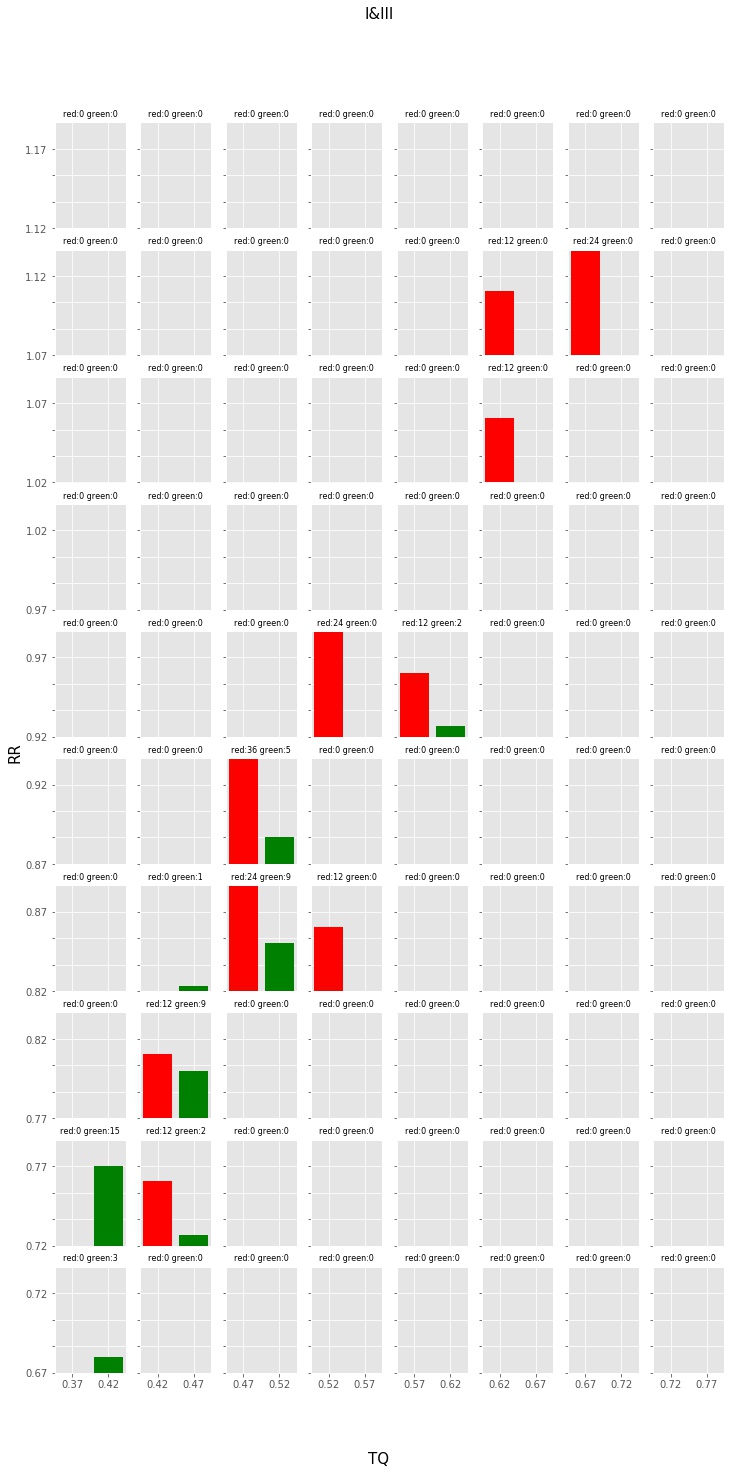 I&III
red:0 green:0 red:0 green:0 red:0 green:0 red:0 green:0 red:0 green:0 red:0 green:0 red:0 green:0 red:0 green:0
1.17
1.12
red:0 green:0 red:0 green:0 red:0 green:0 red:0 green:0 red:0 green:0 red:12 green:0 red:24 green:0 red:0 green:0
1.12
1.07
red:0 green:0 red:0 green:0 red:0 green:0 red:0 green:0 red:0 green:0 red:12 green:0 red:0 green:0 red:0 green:0
1.07
1.02
red:0 green:0 red:0 green:0 red:0 green:0 red:0 green:0 red:0 green:0 red:0 green:0 red:0 green:0 red:0 green:0
1.02
0.97
red:0 green:0 red:0 green:0 red:0 green:0 red:24 green:0 red:12 green:2 red:0 green:0 red:0 green:0 red:0 green:0
0.97
0.92
RR
red:0 green:0 red:0 green:0 red:36 green:5 red:0 green:0 red:0 green:0 red:0 green:0 red:0 green:0 red:0 green:0
0.92
0.87
red:0 green:0 red:0 green:1 red:24 green:9 red:12 green:0 red:0 green:0 red:0 green:0 red:0 green:0 red:0 green:0
0.87
0.82
red:0 green:0 red:12 green:9 red:0 green:0 red:0 green:0 red:0 green:0 red:0 green:0 red:0 green:0 red:0 green:0
0.82
0.77
red:0 green:15 red:12 green:2 red:0 green:0 red:0 green:0 red:0 green:0 red:0 green:0 red:0 green:0 red:0 green:0
0.77
0.72
red:0 green:3 red:0 green:0 red:0 green:0 red:0 green:0 red:0 green:0 red:0 green:0 red:0 green:0 red:0 green:0
0.72
0.67
0.37 0.42 0.42 0.47 0.47 0.52 0.52 0.57 0.57 0.62 0.62 0.67 0.67 0.72 0.72 0.77
TQ